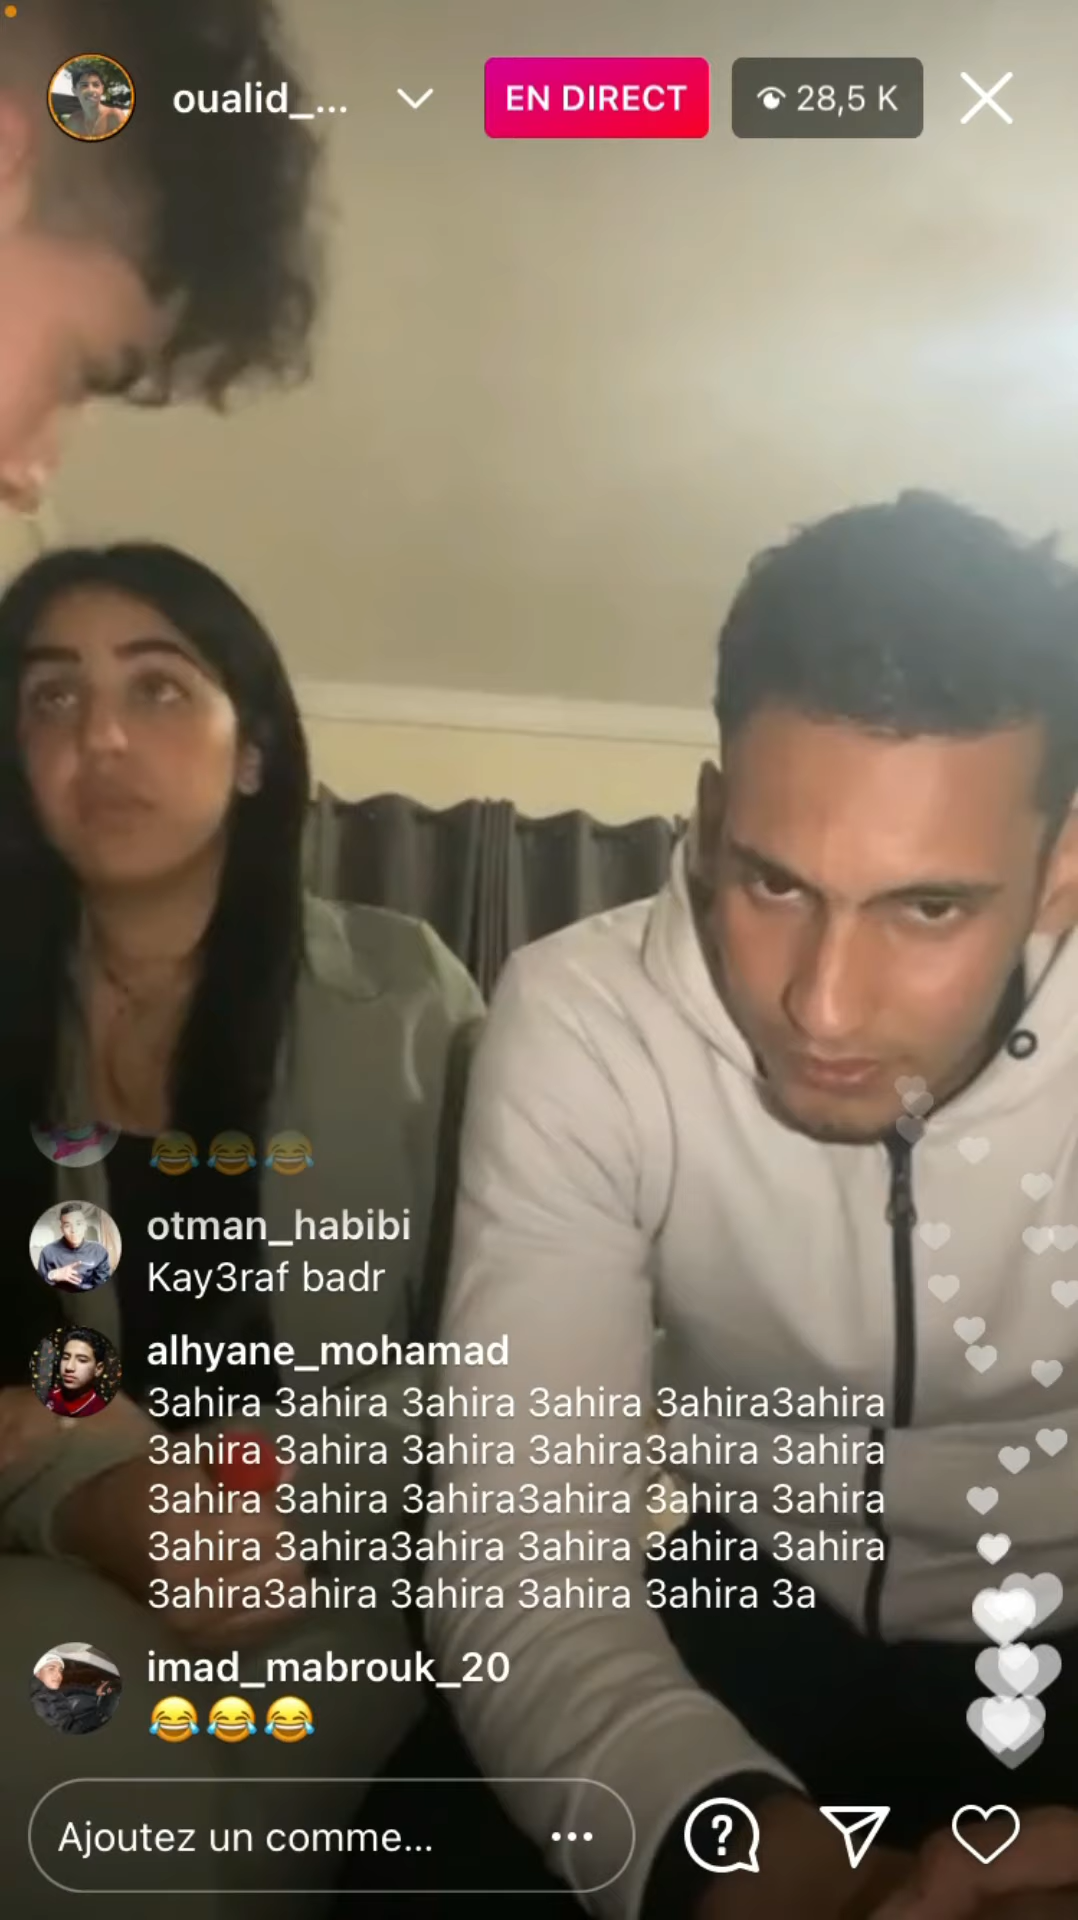 oualid_...
EN DIRECT
28,5 K
😂😂😂
otman_habibi
Kay3raf badr
alhyane_mohamad
3ahira 3ahira 3ahira 3ahira 3ahira3ahira
3ahira 3ahira 3ahira 3ahira3ahira 3ahira
3ahira 3ahira 3ahira3ahira 3ahira 3ahira
3ahira 3ahira3ahira 3ahira 3ahira 3ahira
3ahira3ahira 3ahira 3ahira 3ahira 3a
imad_mabrouk_20
😂😂😂
Ajoutez un comme...